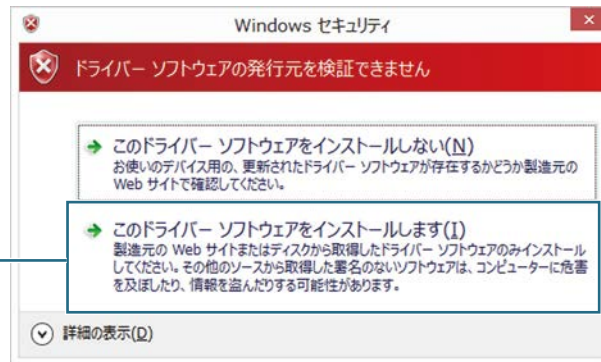 Windows セキュリティ
ドライバー ソフトウェアの発行元を検証できません
このドライバー ソフトウェアをインストールしない(N)
お使いのデバイス用の、更新されたドライバー ソフトウェアが存在するかどうか製造元の
Web サイトで確認してください。
このドライバー ソフトウェアをインストールします(I)
製造元の Web サイトまたはディスクから取得したドライバー ソフトウェアのみインストール
してください。その他のソースから取得した署名のないソフトウェアは、コンピューターに危害
を及ぼしたり、情報を盗んだりする可能性があります。
詳細の表示(D)